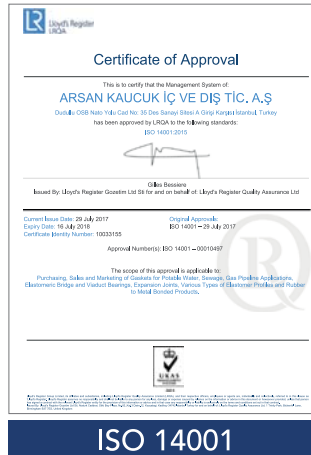 Lloyd's Register
LRQA
Certificate of Approval
This is to certify that the Management System of:
ARSAN KAUCUK İÇ VE DIŞ TİC. A.Ş
Dudullu OSB Nato Yolu Cad No: 35 Des Sanayi Sitesi A Girişi Karşısı İstanbul, Turkey
has been approved by LRQA to the following standards:
ISO 14001:2015
Gilles Bessiere
Issued By: Lloyd's Register Gozetim Ltd Sti for and on behalf of: Lloyd's Register Quality Assurance Ltd
Current Issue Date: 29 July 2017
Expiry Date: 16 July 2018
Certificate Identity Number: 10033155
Original Approvals:
ISO 14001 – 29 July 2017
Approval Number(s): ISO 14001 – 00010497
The scope of this approval is applicable to:
Purchasing, Sales and Marketing of Gaskets for Potable Water, Sewage, Gas Pipeline Applications,
Elastomeric Bridge and Viaduct Bearings, Expansion Joints, Various Types of Elastomer Profiles and Rubber
to Metal Bonded Products.
UKAS
ISO 14001